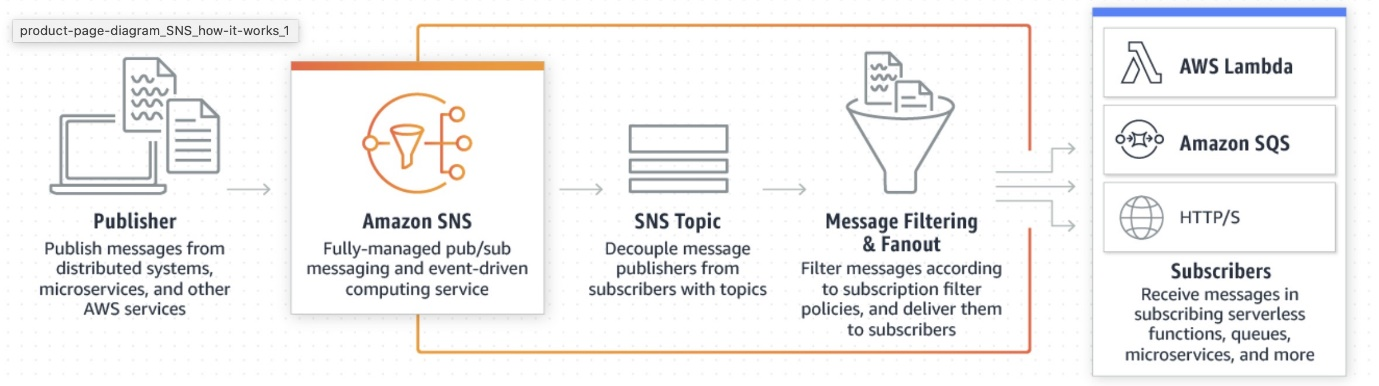 product-page-diagram_SNS_how-it-works_1
Publisher
Publish messages from
distributed systems,
microservices, and other
AWS services
Amazon SNS
Fully-managed pub/sub
messaging and event-driven
computing service
SNS Topic
Decouple message
publishers from
subscribers with topics
Message Filtering
& Fanout
Filter messages according
to subscription filter
policies, and deliver them
to subscribers
AWS Lambda
Amazon SQS
HTTP/S
Subscribers
Receive messages in
subscribing serverless
functions, queues,
microservices, and more